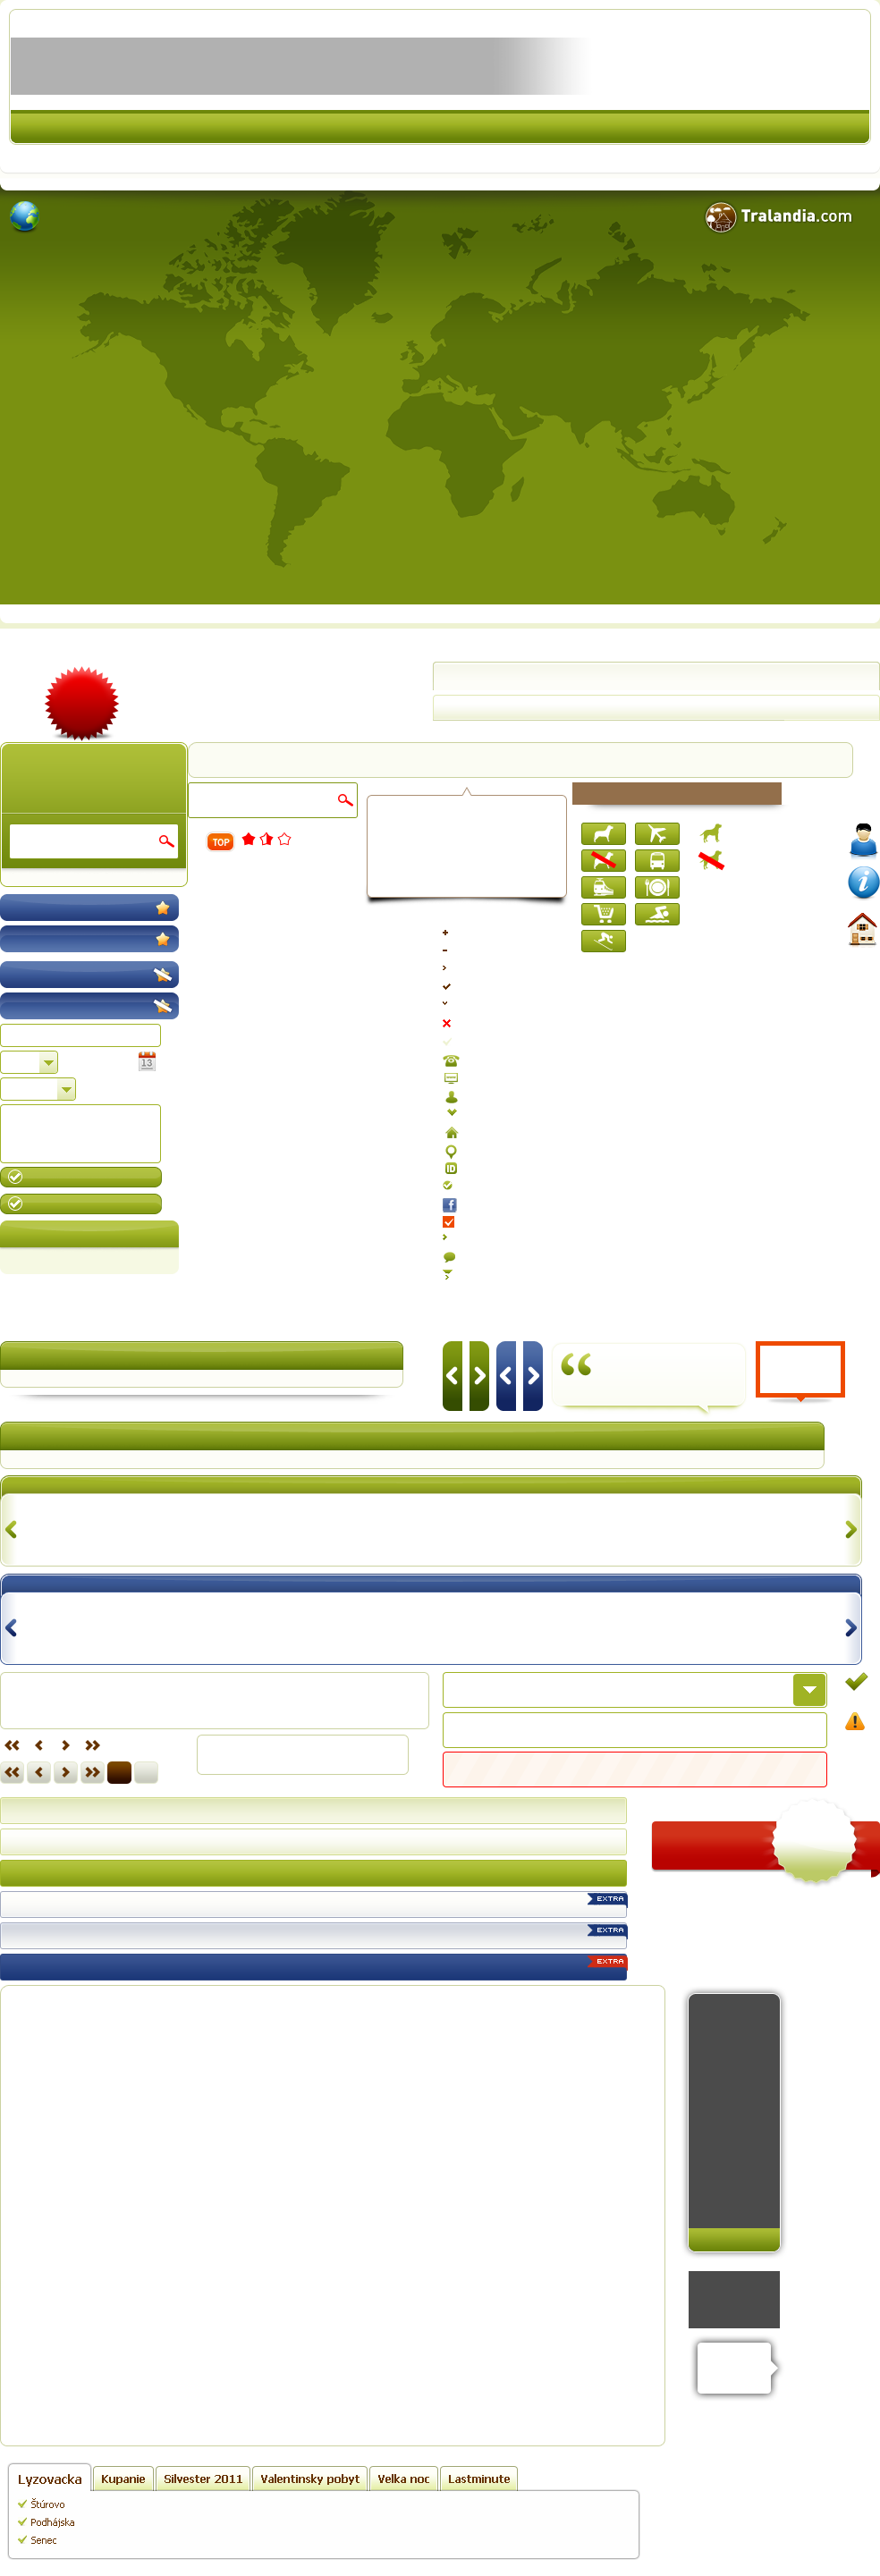 Tralandia.com
TOP
13
ID
EXTRA
EXTRA
EXTRA
Lyzovacka Kupanie Silvester 2011 Valentinsky pobyt Velka noc Lastminute
Štúrovo
Podhájska
Senec